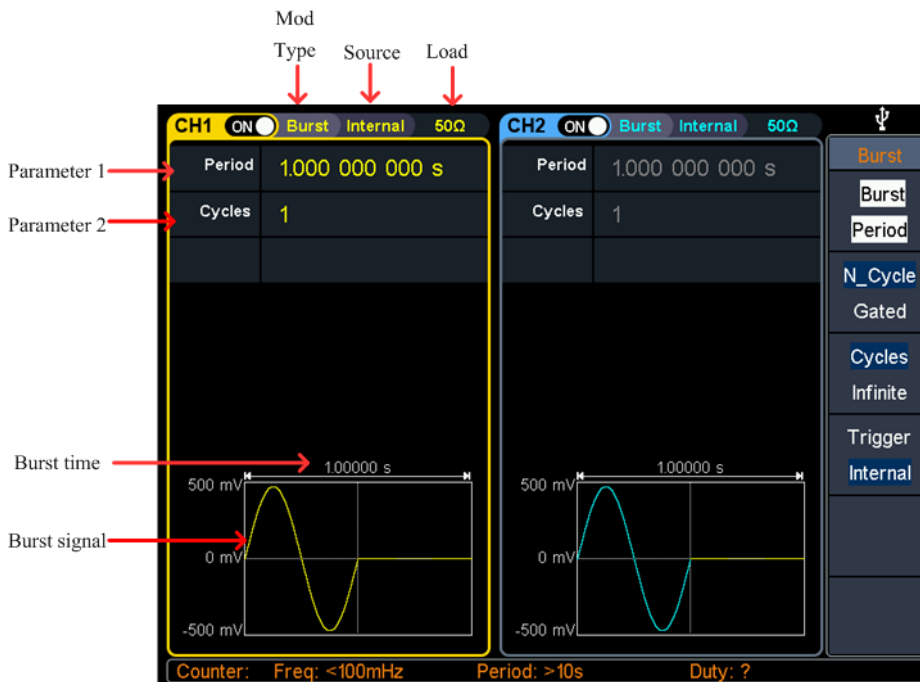 Mod
Type
Source
Load
CH1 ON Burst Internal 50Ω
CH2 ON Burst Internal 50Ω
Parameter 1
Period 1.000 000 000 s
Period 1.000 000 000 s
Parameter 2
Cycles 1
Cycles 1
Burst
Burst
Period
N_Cycle
Gated
Cycles
Infinite
Trigger
Internal
Burst time
1.00000 s
1.00000 s
500 mV
500 mV
Burst signal
0 mV
0 mV
-500 mV
-500 mV
Counter: Freq: <100mHz Period: >10s Duty: ?